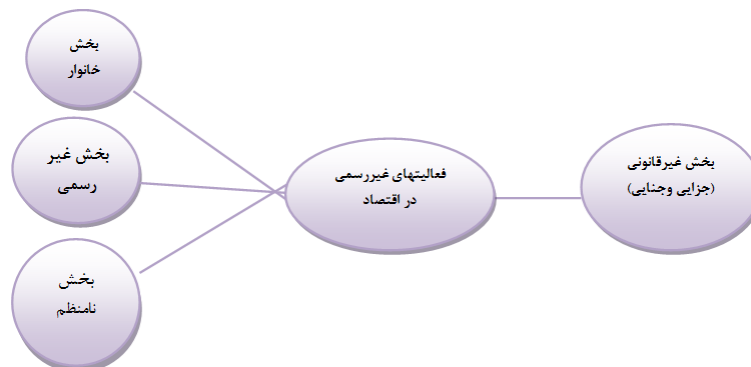 بخش
خانوار
بخش غیر
رسمی
بخش
نامنظم
فعالیتهای غیررسمی
در اقتصاد
بخش غیرقانونی
(جزایی وجنایی)